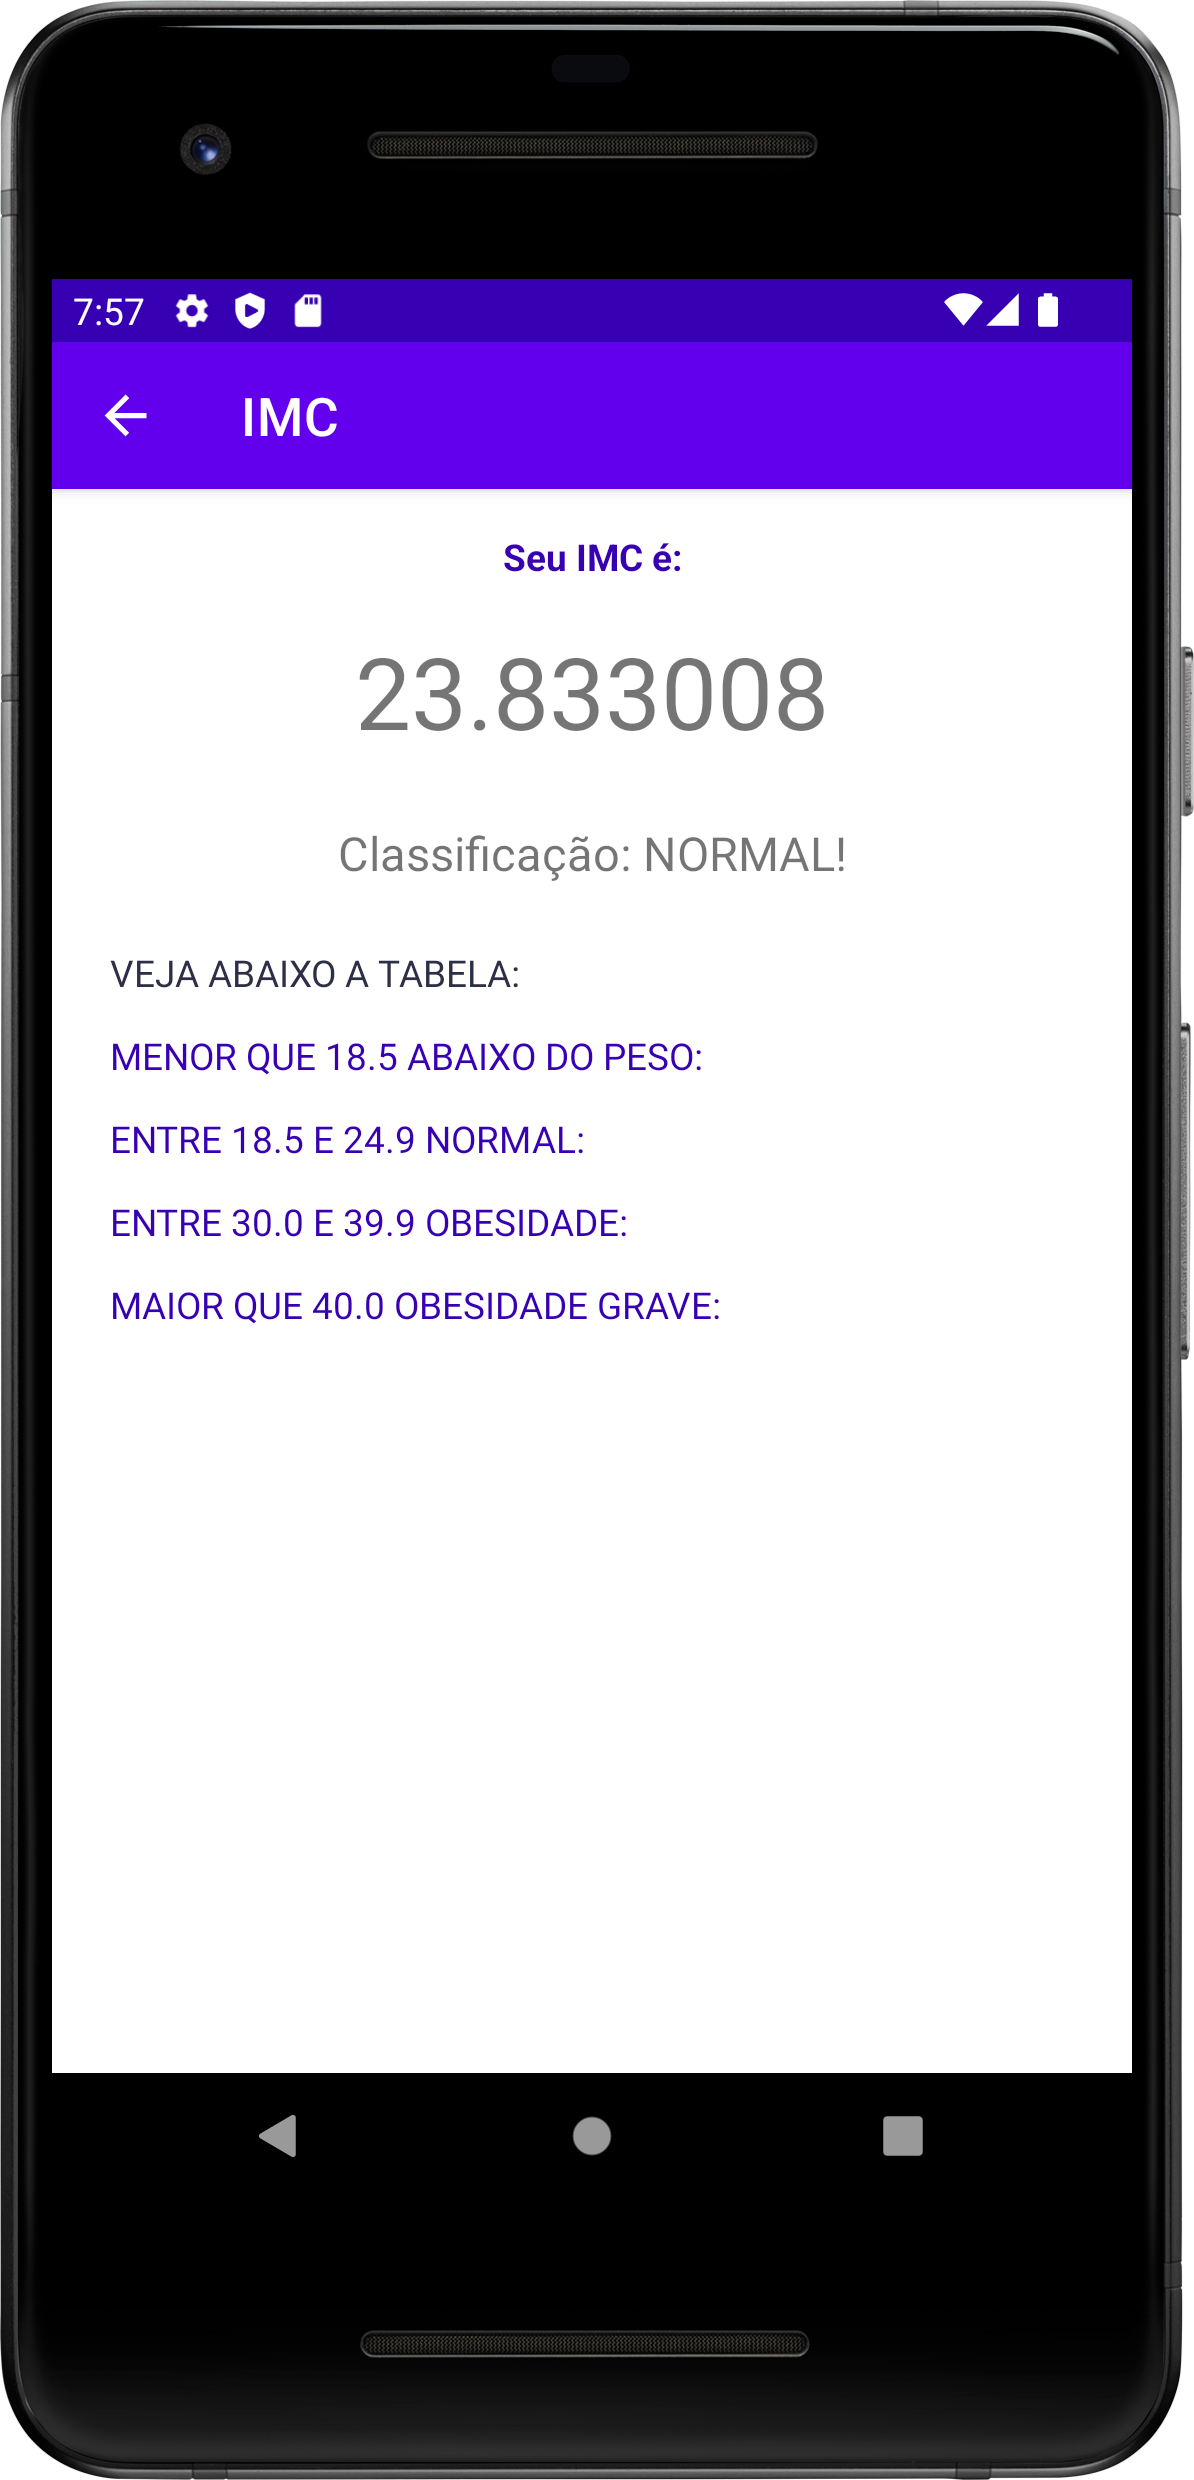 7:57
IMC
Seu IMC é:
23.833008
Classificação: NORMAL!
VEJA ABAIXO A TABELA:
MENOR QUE 18.5 ABAIXO DO PESO:
ENTRE 18.5 E 24.9 NORMAL:
ENTRE 30.0 E 39.9 OBESIDADE:
MAIOR QUE 40.0 OBESIDADE GRAVE: